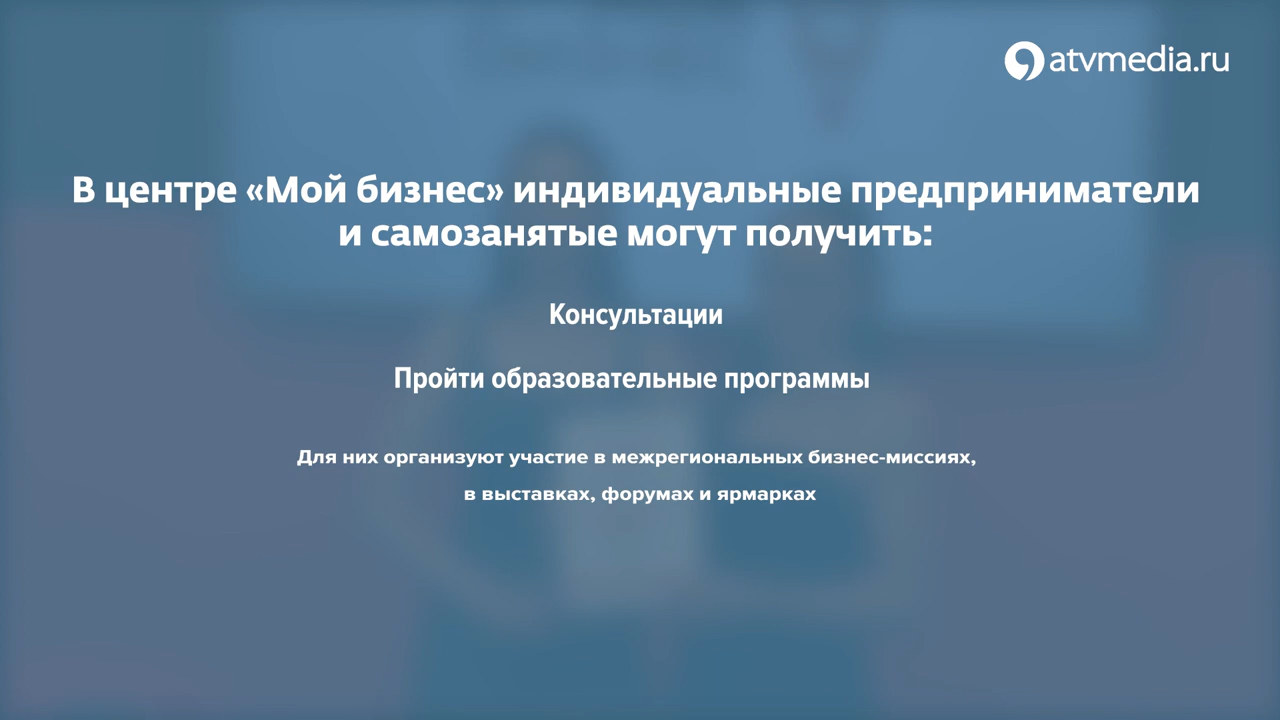 atvmedia.ru
В центре «Мой бизнес» индивидуальные предприниматели
и самозанятые могут получить:
Консультации
Пройти образовательные программы
Для них организуют участие в межрегиональных бизнес-миссиях,
в выставках, форумах и ярмарках